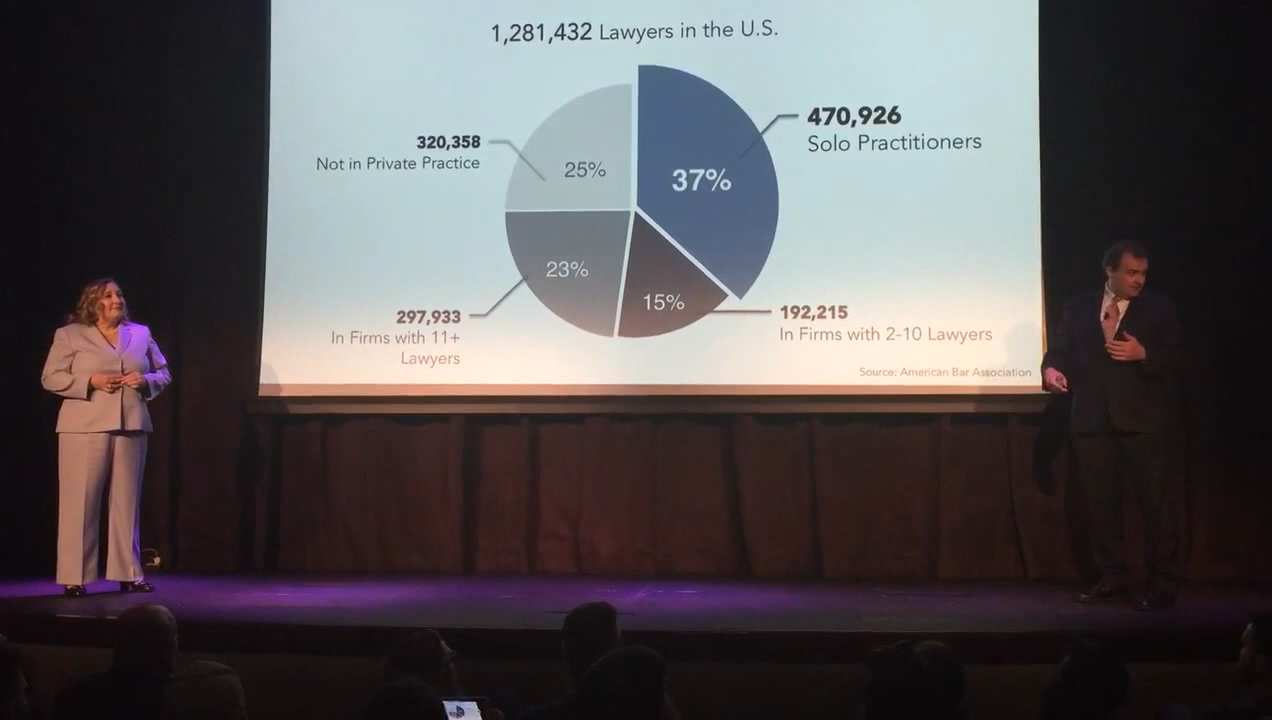 1,281,432 Lawyers in the U.S.
470,926
Solo Practitioners
320,358
Not in Private Practice
25%
37%
23%
15%
297,933
In Firms with 11+
Lawyers
192,215
In Firms with 2-10 Lawyers
Source: American Bar Association